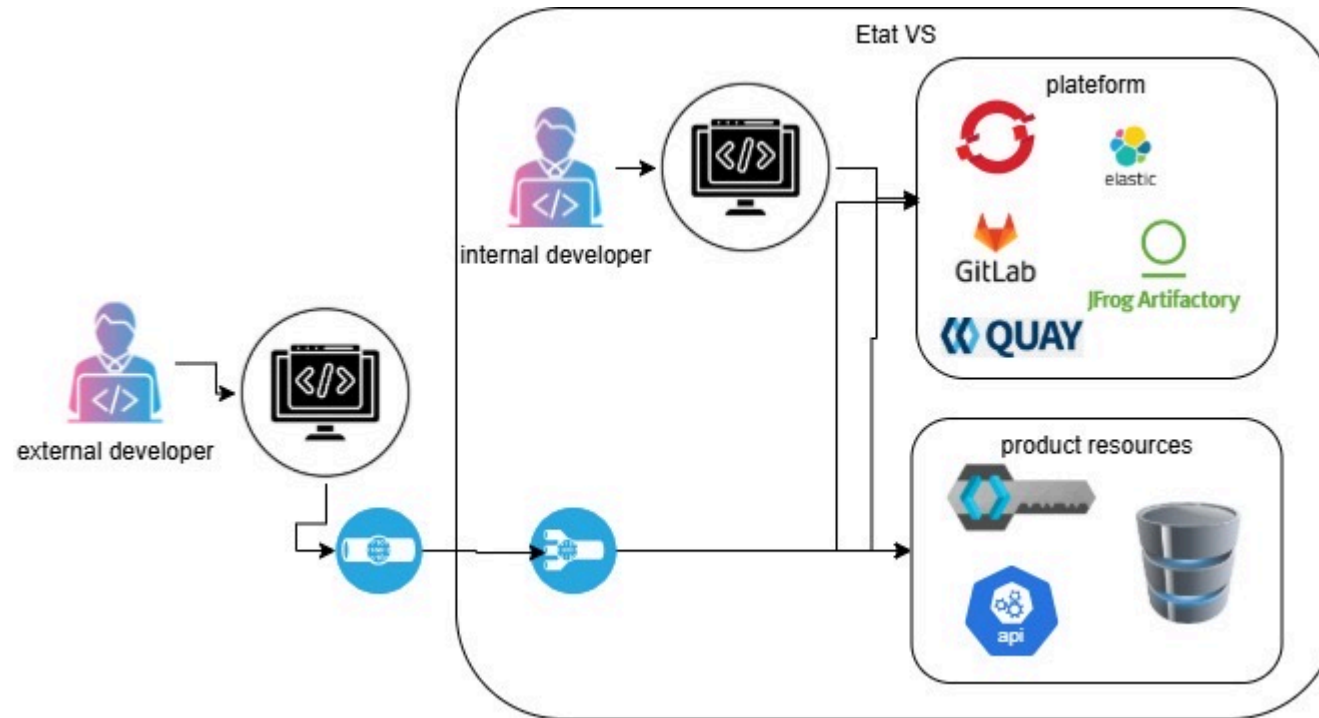 Etat VS
plateform
elastic
GitLab
JFrog Artifactory
QUAY
internal developer
</>
</>
external developer
</>
</>
product resources
api